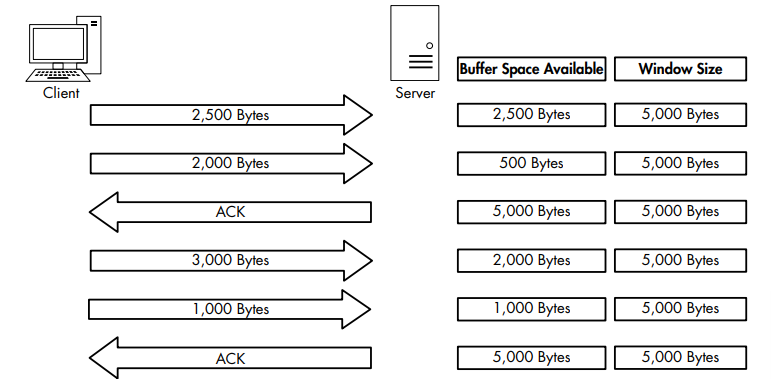 Client
Server
Buffer Space Available Window Size
2,500 Bytes 2,500 Bytes 5,000 Bytes
2,000 Bytes 500 Bytes 5,000 Bytes
ACK 5,000 Bytes 5,000 Bytes
3,000 Bytes 2,000 Bytes 5,000 Bytes
1,000 Bytes 1,000 Bytes 5,000 Bytes
ACK 5,000 Bytes 5,000 Bytes